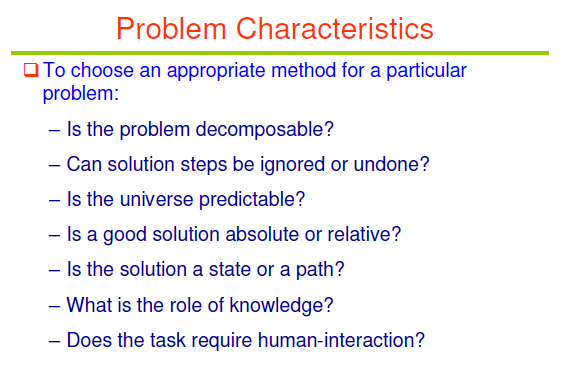 Problem Characteristics
❑ To choose an appropriate method for a particular
problem:
– Is the problem decomposable?
– Can solution steps be ignored or undone?
– Is the universe predictable?
– Is a good solution absolute or relative?
– Is the solution a state or a path?
– What is the role of knowledge?
– Does the task require human-interaction?